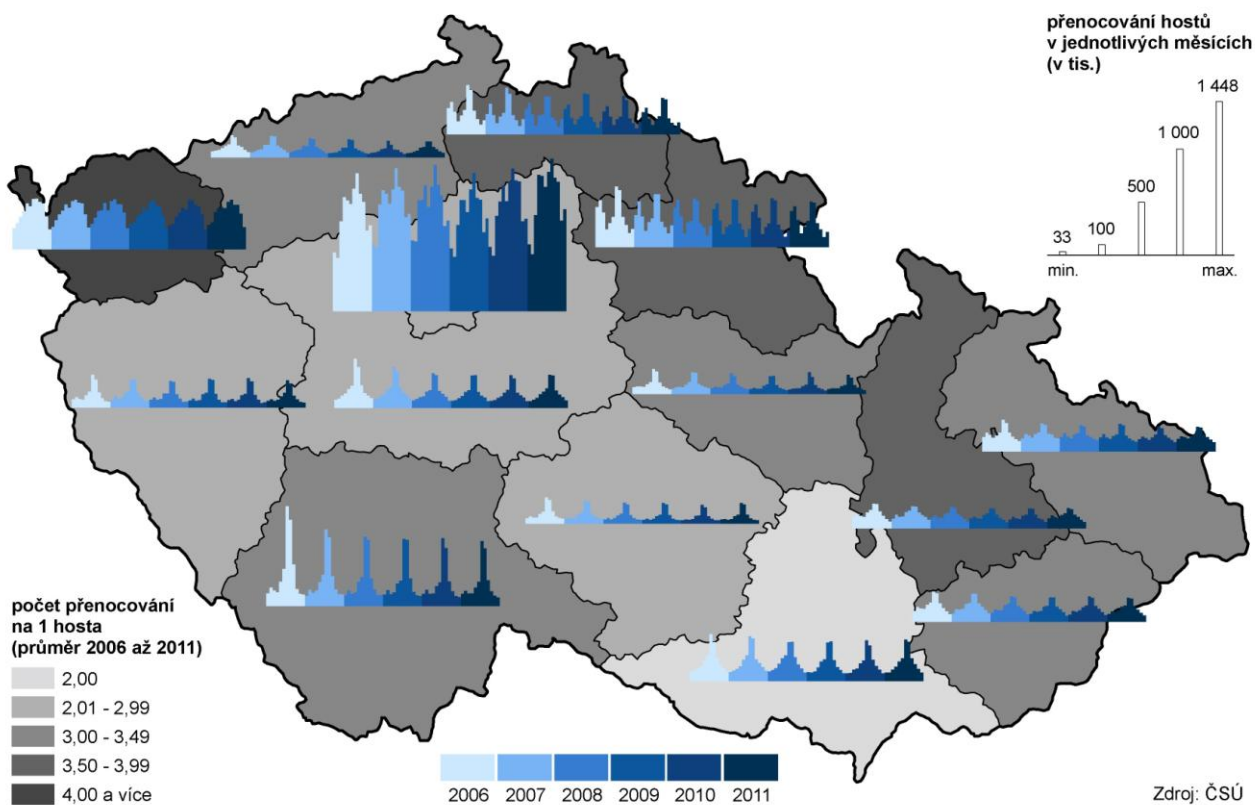 přenocování hostů
v jednotlivých měsících
(v tis.)
1 448
1 000
500
100
33
min.
max.
počet přenocování
na 1 hosta
(průměr 2006 až 2011)
2,00
2,01 - 2,99
3,00 - 3,49
3,50 - 3,99
4,00 a více
2006 2007 2008 2009 2010 2011
Zdroj: ČSÚ